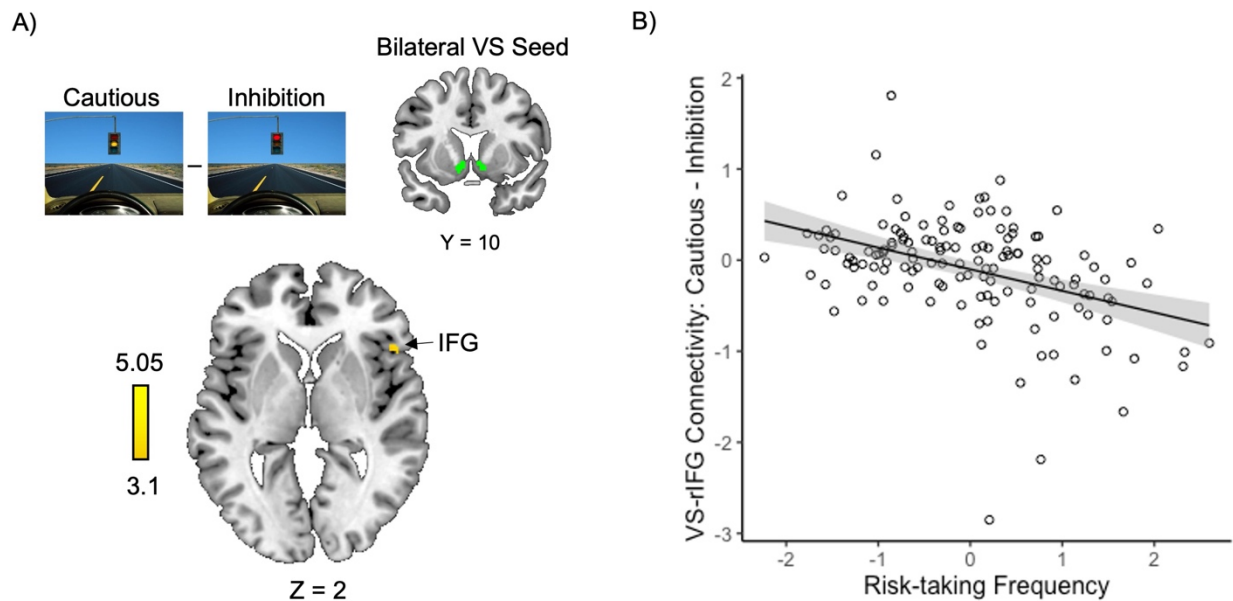 A)
Bilateral VS Seed
Cautious
Inhibition
–
Y = 10
IFG
5.05
3.1
Z = 2
B)
VS-rIFG Connectivity: Cautious - Inhibition
2
1
0
-1
-2
-3
-2 -1 0 1 2
Risk-taking Frequency